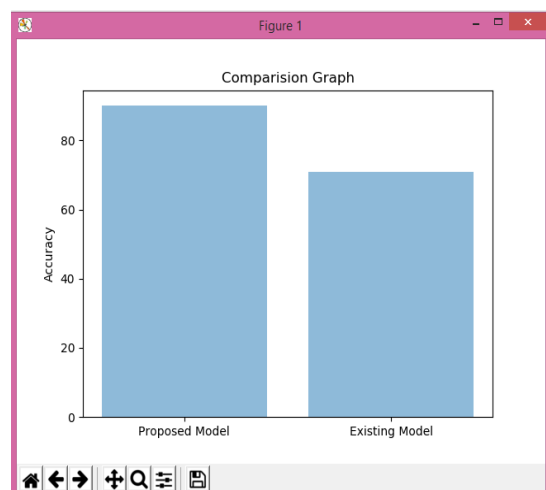 Figure 1
Comparision Graph
80
60
40
20
0
Accuracy
Proposed Model Existing Model